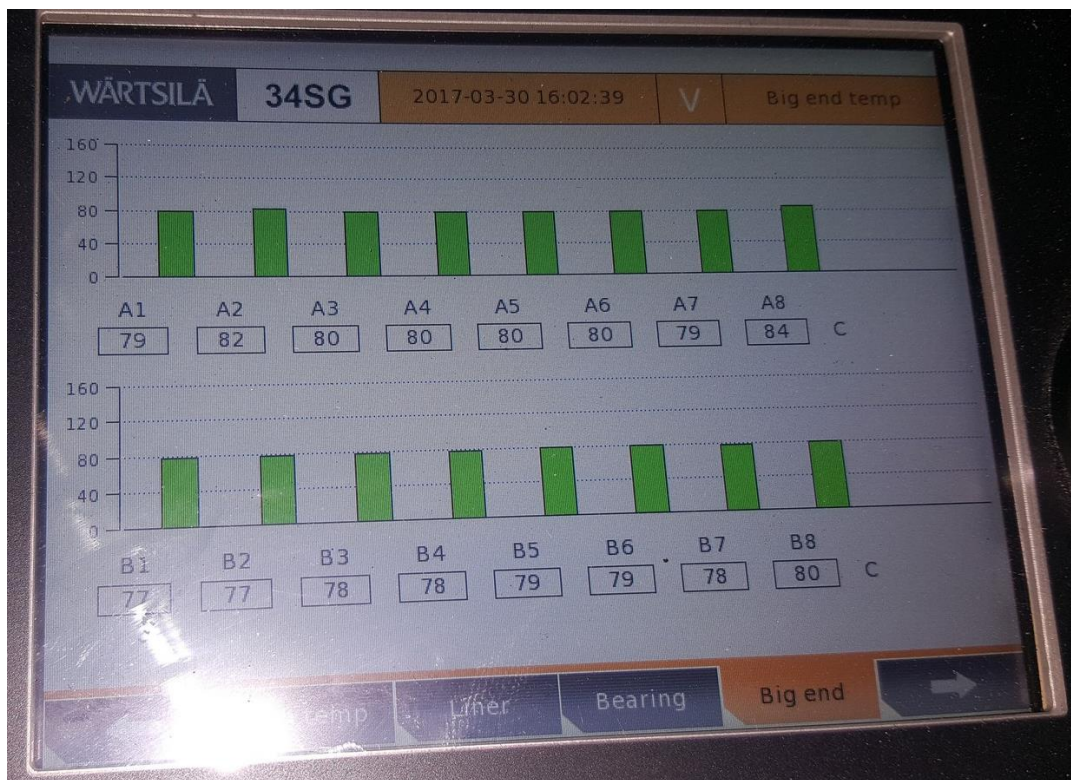 WÄRTSILÄ 34SG 2017-03-30 16:02:39 V Big end temp
160
120
80
40
0
A1 A2 A3 A4 A5 A6 A7 A8
79 82 80 80 80 80 79 84 C
160
120
80
40
0
B1 B2 B3 B4 B5 B6 B7 B8
77 77 78 78 79 79 78 80 C
temp Liner Bearing Big end